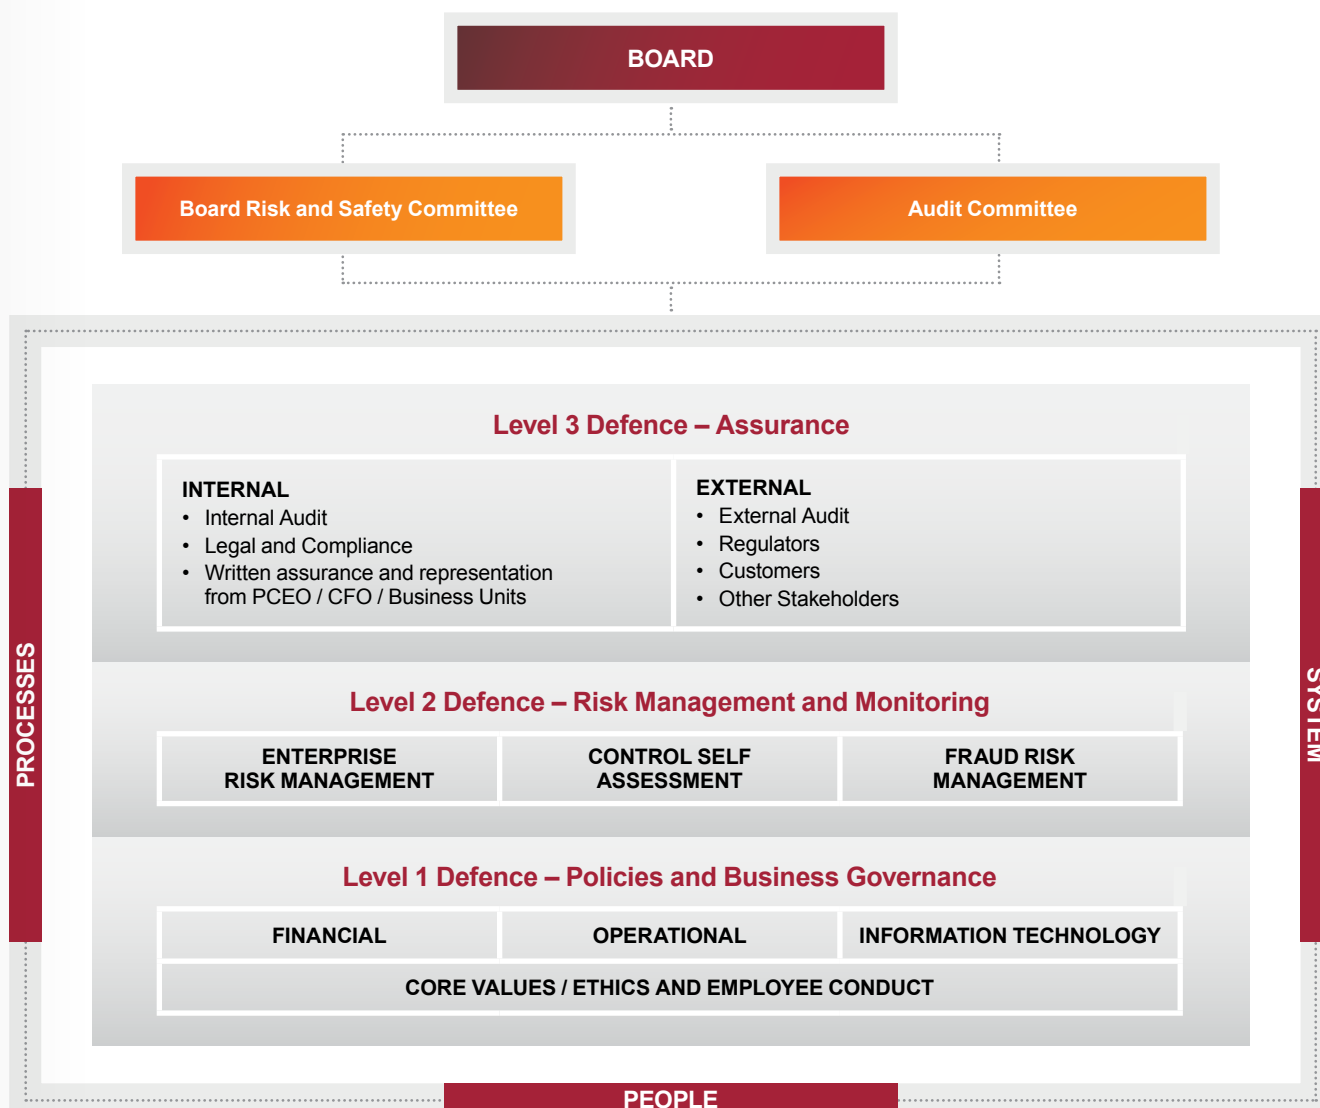 BOARD
Board Risk and Safety Committee
Audit Committee
Level 3 Defence – Assurance
INTERNAL
• Internal Audit
• Legal and Compliance
• Written assurance and representation
from PCEO / CFO / Business Units
EXTERNAL
• External Audit
• Regulators
• Customers
• Other Stakeholders
PROCESSES
SYSTEM
Level 2 Defence – Risk Management and Monitoring
ENTERPRISE
RISK MANAGEMENT
CONTROL SELF
ASSESSMENT
FRAUD RISK
MANAGEMENT
Level 1 Defence – Policies and Business Governance
FINANCIAL
OPERATIONAL
INFORMATION TECHNOLOGY
CORE VALUES / ETHICS AND EMPLOYEE CONDUCT
PEOPLE